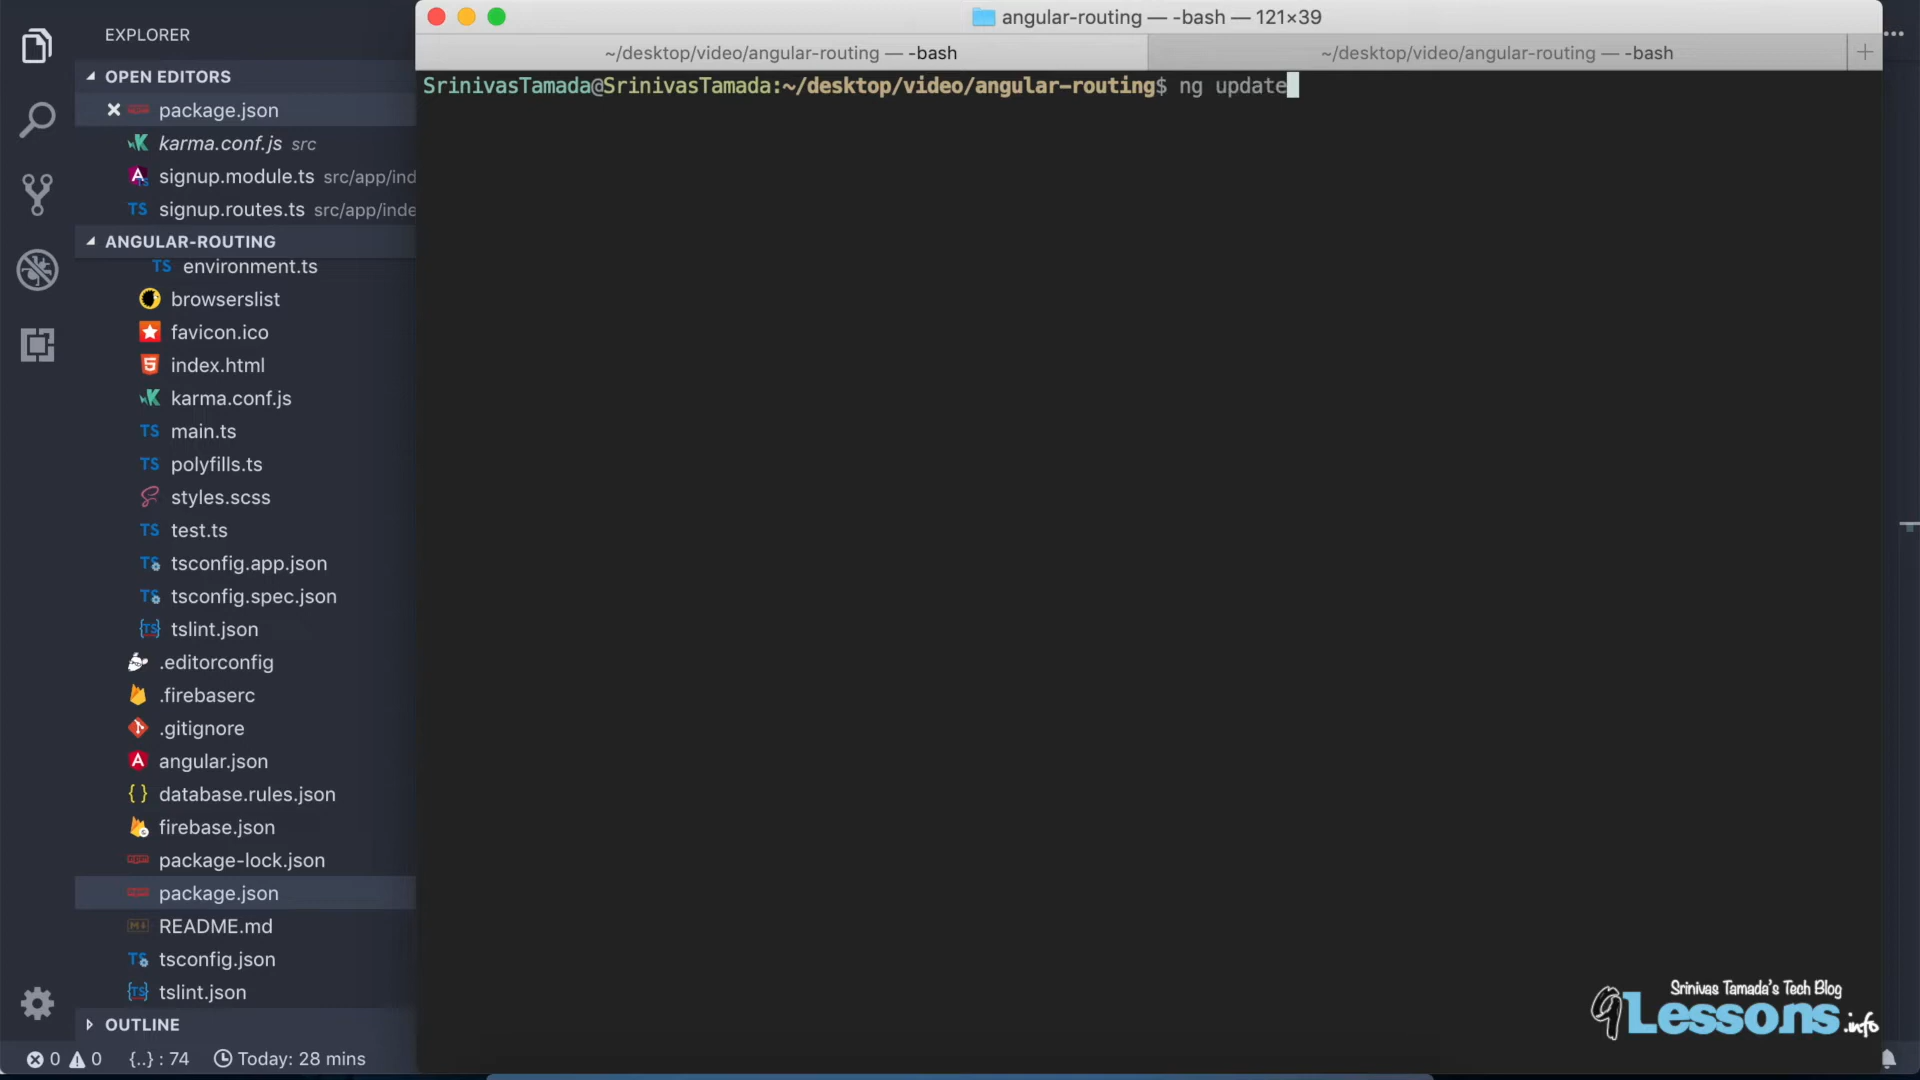 EXPLORER
OPEN EDITORS
package.json
karma.conf.js src
signup.module.ts src/app/ind
signup.routes.ts src/app/inde
ANGULAR-ROUTING
TS environment.ts
browserslist
favicon.ico
index.html
karma.conf.js
TS main.ts
TS polyfills.ts
styles.scss
TS test.ts
tsconfig.app.json
tsconfig.spec.json
tslint.json
.editorconfig
.firebaserc
.gitignore
angular.json
{ } database.rules.json
firebase.json
package-lock.json
package.json
README.md
tsconfig.json
tslint.json
OUTLINE
0 0 {..} : 74 Today: 28 mins
angular-routing — -bash — 121×39
~/desktop/video/angular-routing — -bash
~/desktop/video/angular-routing — -bash
SrinivasTamada@SrinivasTamada:~/desktop/video/angular-routing$ ng update
Srinivas Tamada's Tech Blog
9Lessons.info